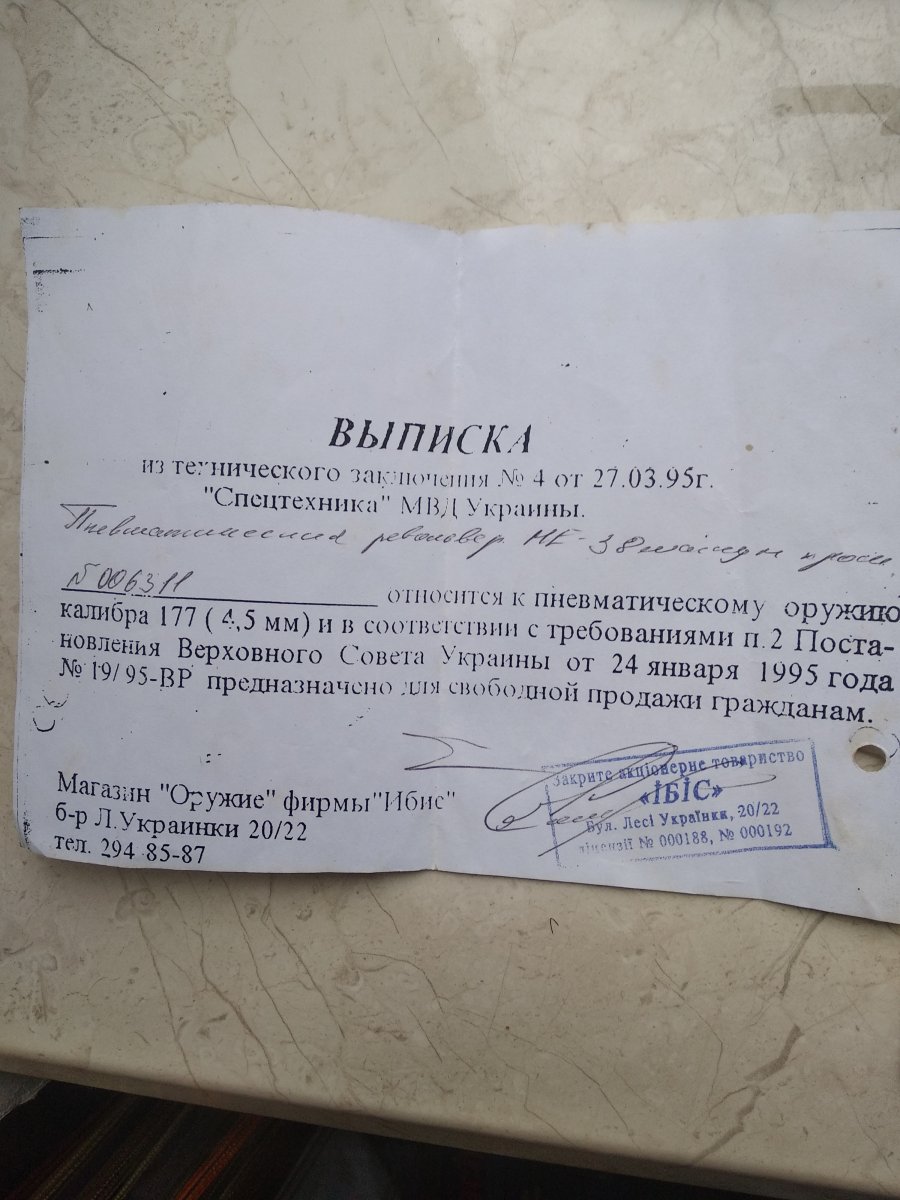 ВЫПИСКА
из технического заключения № 4 от 27.03.95г.
"Спецтехника" МВД Украины.
Пневматический револьвер МЕ-38
№ 006311 относится к пневматическому оружию
калибра 177 ( 4,5 мм) и в соответствии с требованиями п.2 Поста-
новления Верховного Совета Украины от 24 января 1995 года
№ 19/95-ВР предназначено для свободной продажи гражданам.
Закрите акціонерне товариство
«ІБІС»
Бул. Лесі Українки, 20/22
ліцензії № 000188, № 000192
Магазин "Оружие" фирмы"Ибис"
б-р Л.Украинки 20/22
тел. 294-85-87